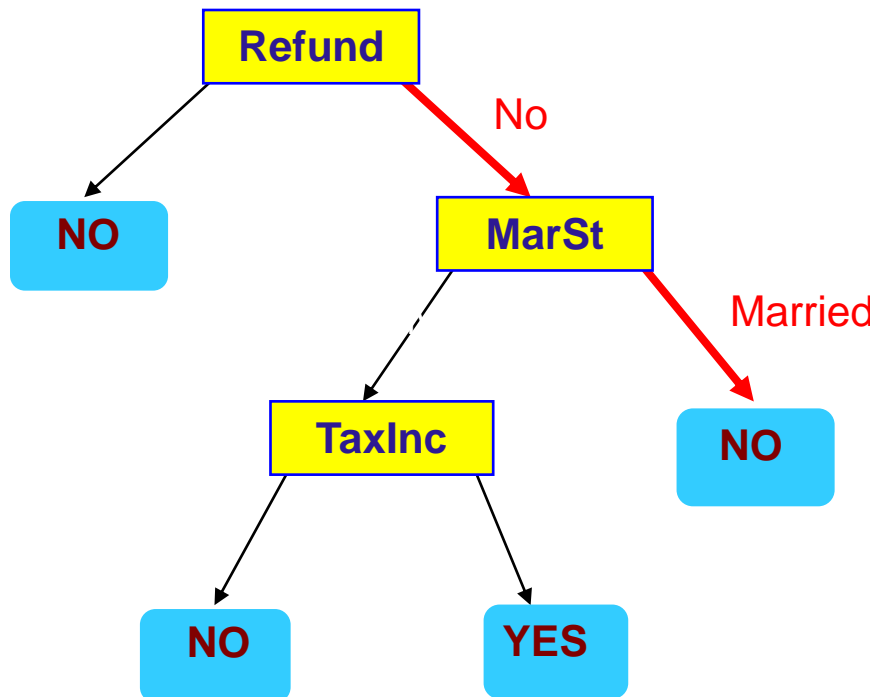 Refund
No
NO
MarSt
Married
TaxInc
NO
NO
YES